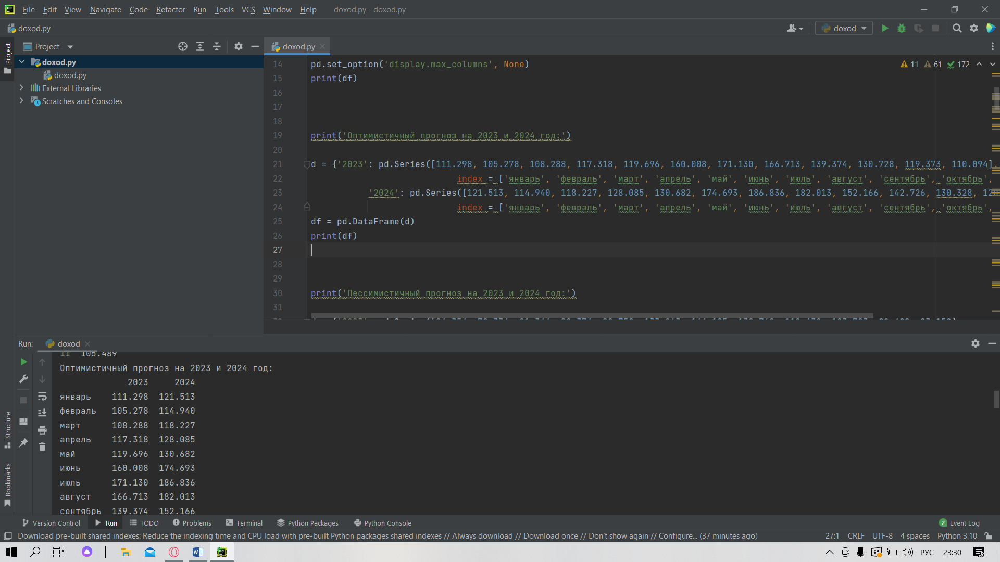 File Edit View Navigate Code Refactor Run Tools VCS Window Help doxod.py - doxod.py
doxod.py
doxod
Project
Project
doxod.py
doxod.py
doxod.py
External Libraries
Scratches and Consoles
11 61 172
14 pd.set_option('display.max_columns', None)
15 print(df)
16
17
18
19 print('Оптимистичный прогноз на 2023 и 2024 год:')
20
21 d = {'2023': pd.Series([111.298, 105.278, 108.288, 117.318, 119.696, 160.008, 171.130, 166.713, 139.374, 130.728, 119.373, 110.094],
22 index = ['январь', 'февраль', 'март', 'апрель', 'май', 'июнь', 'июль', 'август', 'сентябрь', 'октябрь',
23 '2024': pd.Series([121.513, 114.940, 118.227, 128.085, 130.682, 174.693, 186.836, 182.013, 152.166, 142.726, 130.328,
24 index = ['январь', 'февраль', 'март', 'апрель', 'май', 'июнь', 'июль', 'август', 'сентябрь', 'октябрь',
25 df = pd.DataFrame(d)
26 print(df)
27
28
29
30 print('Пессимистичный прогноз на 2023 и 2024 год:')
31
Run: doxod
11 105.489
Оптимистичный прогноз на 2023 и 2024 год:
2023 2024
январь 111.298 121.513
февраль 105.278 114.940
март 108.288 118.227
апрель 117.318 128.085
май 119.696 130.682
июнь 160.008 174.693
июль 171.130 186.836
август 166.713 182.013
сентябрь 139.374 152.166
Structure
Bookmarks
Version Control Run TODO Problems Terminal Python Packages Python Console 2 Event Log
Download pre-built shared indexes: Reduce the indexing time and CPU load with pre-built Python packages shared indexes // Always download // Download once // Don't show again // Configure... (37 minutes ago) 27:1 CRLF UTF-8 4 spaces Python 3.10
РУС 23:30